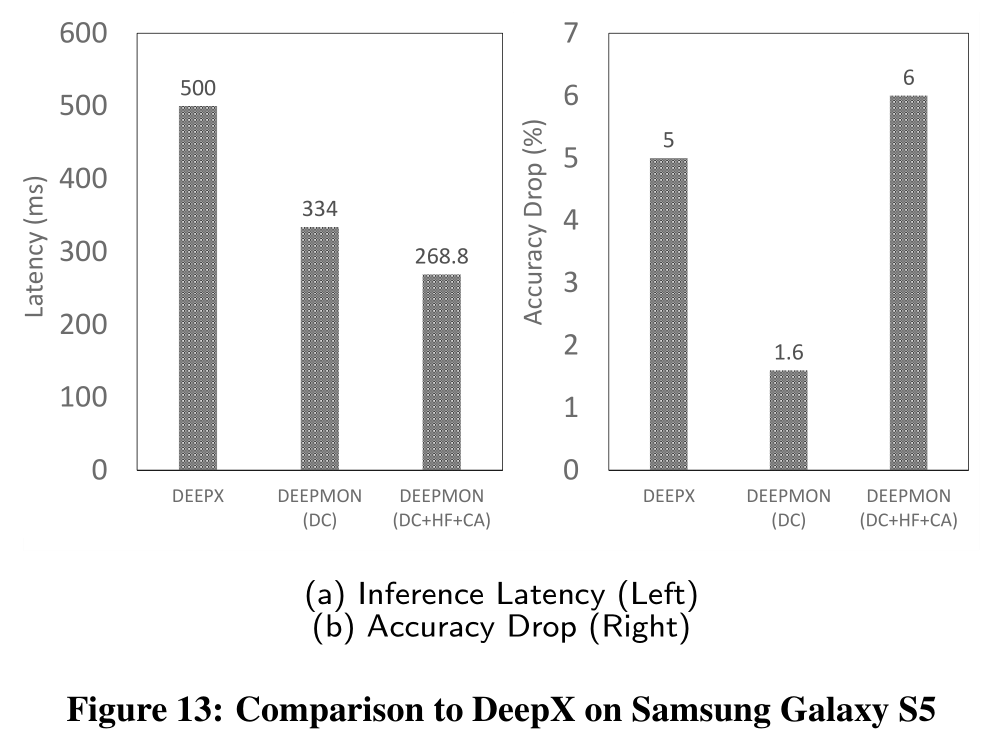 600
500
400
300
200
100
0
Latency (ms)
500
334
268.8
DEEPX
DEEPMON
(DC)
DEEPMON
(DC+HF+CA)
7
6
5
4
3
2
1
0
Accuracy Drop (%)
5
1.6
6
DEEPX
DEEPMON
(DC)
DEEPMON
(DC+HF+CA)
(a) Inference Latency (Left)
(b) Accuracy Drop (Right)
Figure 13: Comparison to DeepX on Samsung Galaxy S5